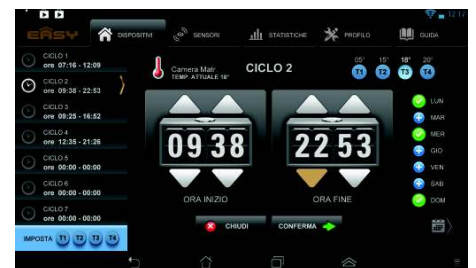 12:17
EASY
DISPOSITIVI
SENSORI
STATISTICHE
PROFILO
GUIDA
CICLO 1
ore 07:16 - 12:09
CICLO 2
ore 09:38 - 22:53
CICLO 3
ore 09:25 - 16:52
CICLO 4
ore 12:35 - 21:26
CICLO 5
ore 00:00 - 00:00
CICLO 6
ore 00:00 - 00:00
CICLO 7
ore 00:00 - 00:00
IMPOSTA T1 T2 T3 T4
Camera Matr.
TEMP. ATTUALE 18°
CICLO 2
05° 15° 18° 20°
T1 T2 T3 T4
09 38
22 53
ORA INIZIO
ORA FINE
CHIUDI
CONFERMA
LUN
MAR
MER
GIO
VEN
SAB
DOM